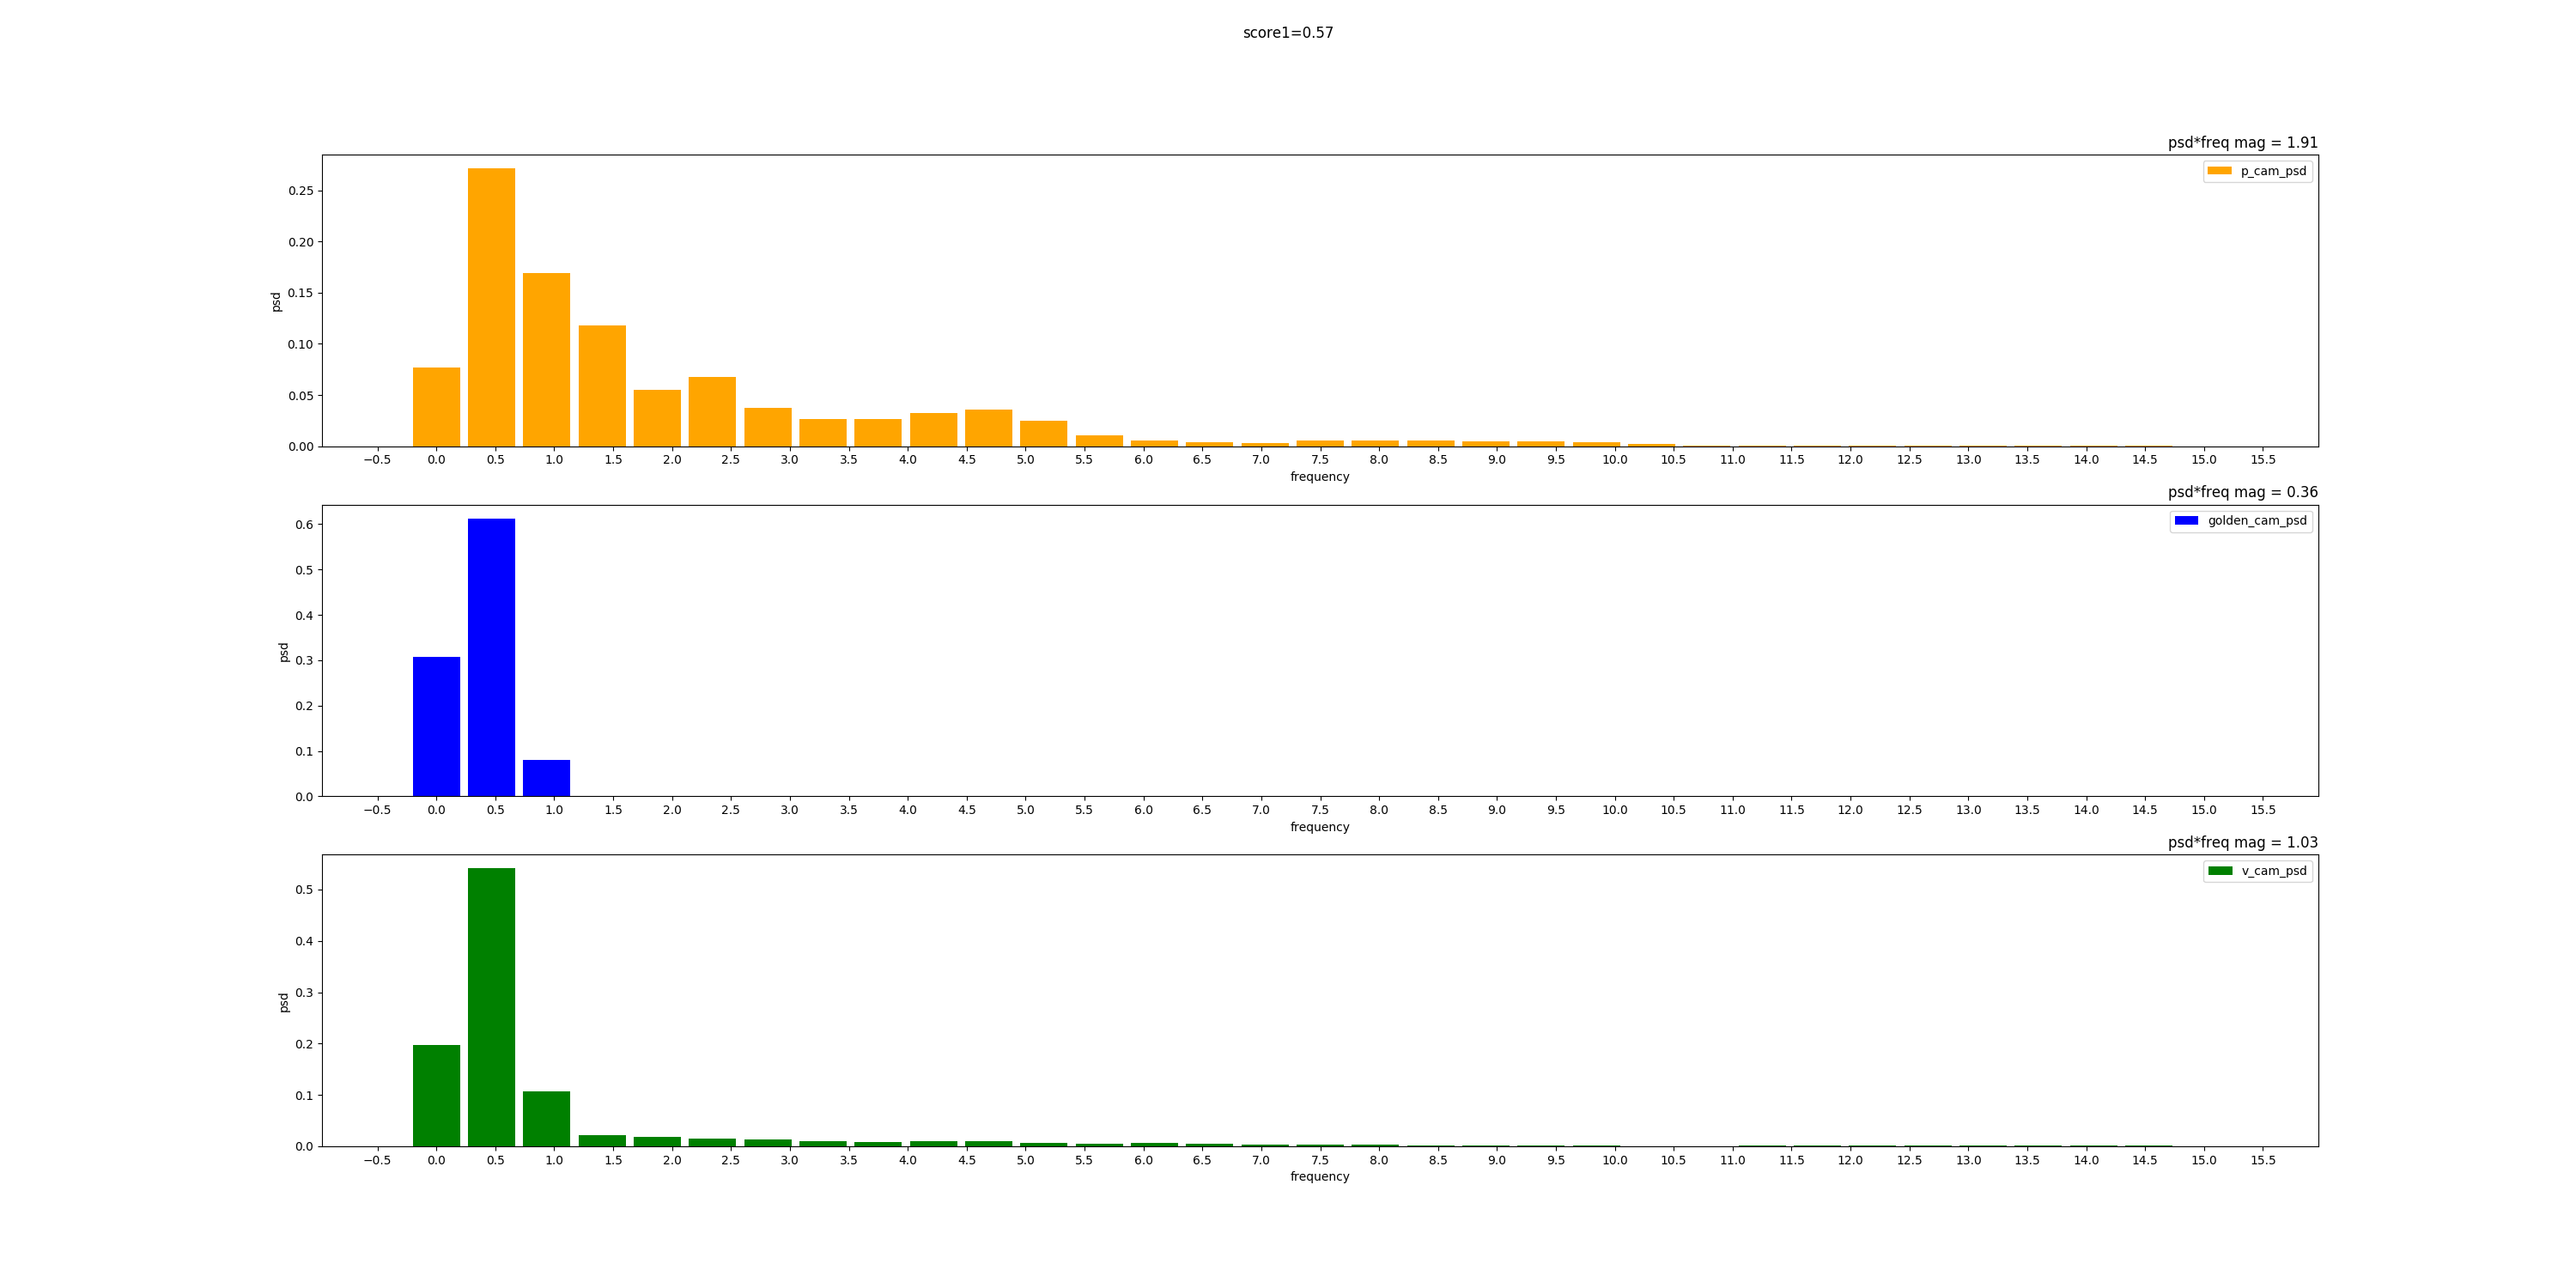 score1=0.57
psd*freq mag = 1.91
p_cam_psd
0.25
0.20
0.15
0.10
0.05
0.00
psd
−0.5 0.0 0.5 1.0 1.5 2.0 2.5 3.0 3.5 4.0 4.5 5.0 5.5 6.0 6.5 7.0 7.5 8.0 8.5 9.0 9.5 10.0 10.5 11.0 11.5 12.0 12.5 13.0 13.5 14.0 14.5 15.0 15.5
frequency
psd*freq mag = 0.36
golden_cam_psd
0.6
0.5
0.4
0.3
0.2
0.1
0.0
psd
−0.5 0.0 0.5 1.0 1.5 2.0 2.5 3.0 3.5 4.0 4.5 5.0 5.5 6.0 6.5 7.0 7.5 8.0 8.5 9.0 9.5 10.0 10.5 11.0 11.5 12.0 12.5 13.0 13.5 14.0 14.5 15.0 15.5
frequency
psd*freq mag = 1.03
v_cam_psd
0.5
0.4
0.3
0.2
0.1
0.0
psd
−0.5 0.0 0.5 1.0 1.5 2.0 2.5 3.0 3.5 4.0 4.5 5.0 5.5 6.0 6.5 7.0 7.5 8.0 8.5 9.0 9.5 10.0 10.5 11.0 11.5 12.0 12.5 13.0 13.5 14.0 14.5 15.0 15.5
frequency